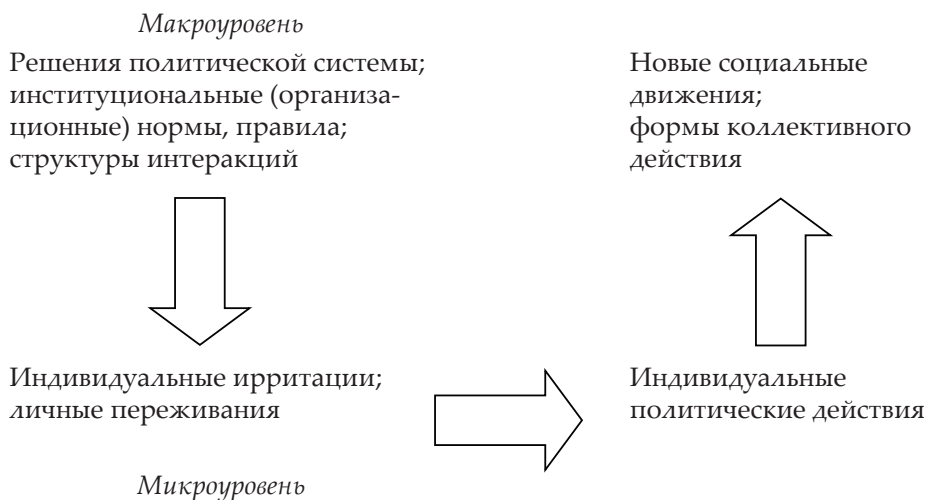 Макроуровень
Решения политической системы;
институциональные (организа-
ционные) нормы, правила;
структуры интеракций
Новые социальные
движения;
формы коллективного
действия
Индивидуальные ирритации;
личные переживания
Индивидуальные
политические действия
Микроуровень